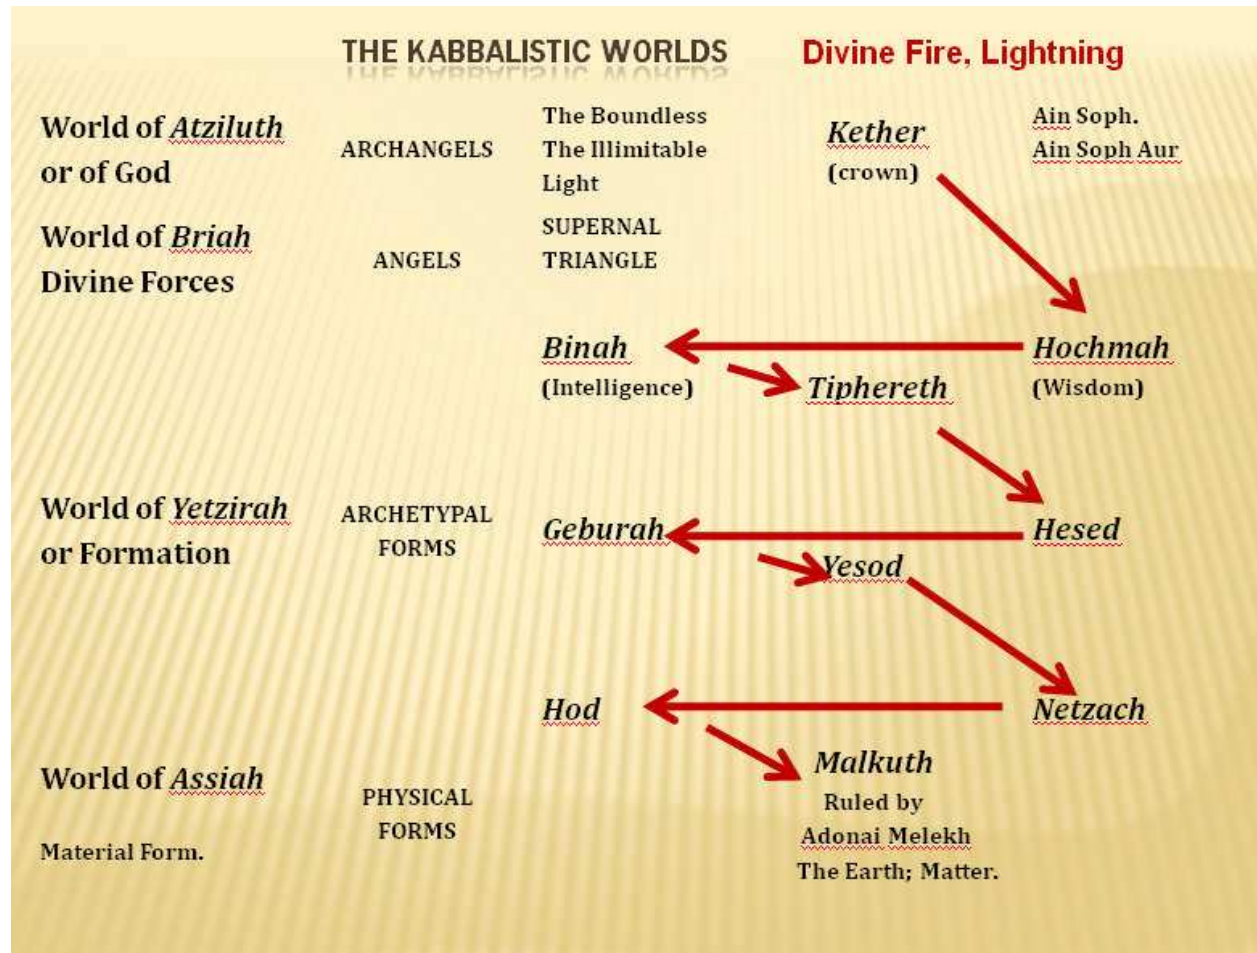 THE KABBALISTIC WORLDS
Divine Fire, Lightning
World of Atziluth
or of God
ARCHANGELS
The Boundless
The Illimitable
Light
Kether
(crown)
Ain Soph.
Ain Soph Aur
World of Briah
Divine Forces
ANGELS
SUPERNAL
TRIANGLE
Binah
(Intelligence)
Tiphereth
Hochmah
(Wisdom)
World of Yetzirah
or Formation
ARCHETYPAL
FORMS
Geburah
Yesod
Hesed
Hod
Netzach
World of Assiah
Material Form.
PHYSICAL
FORMS
Malkuth
Ruled by
Adonai Melekh
The Earth; Matter.